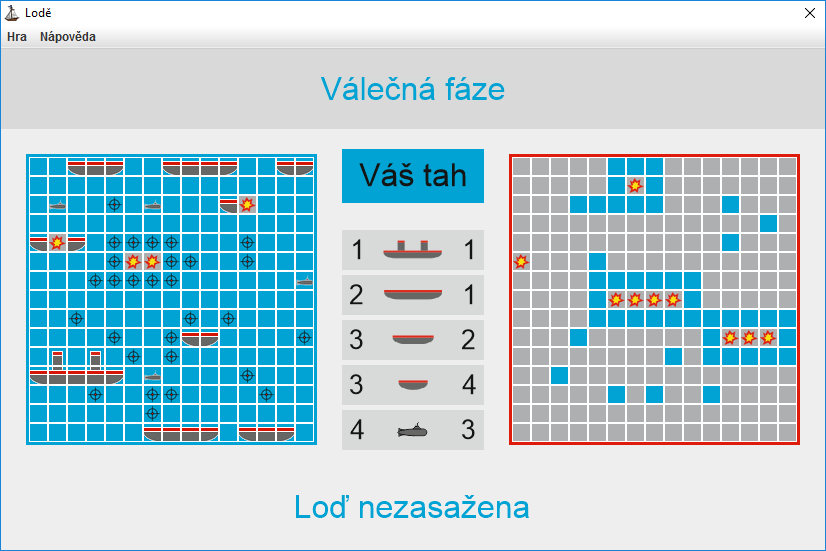 Lodě
Hra Nápověda
Válečná fáze
Váš tah
1 1
2 1
3 2
3 4
4 3
Loď nezasažena